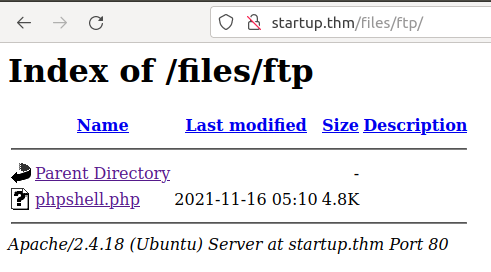 startup.thm/files/ftp/
Index of /files/ftp
Name Last modified Size Description
Parent Directory -
phpshell.php 2021-11-16 05:10 4.8K
Apache/2.4.18 (Ubuntu) Server at startup.thm Port 80